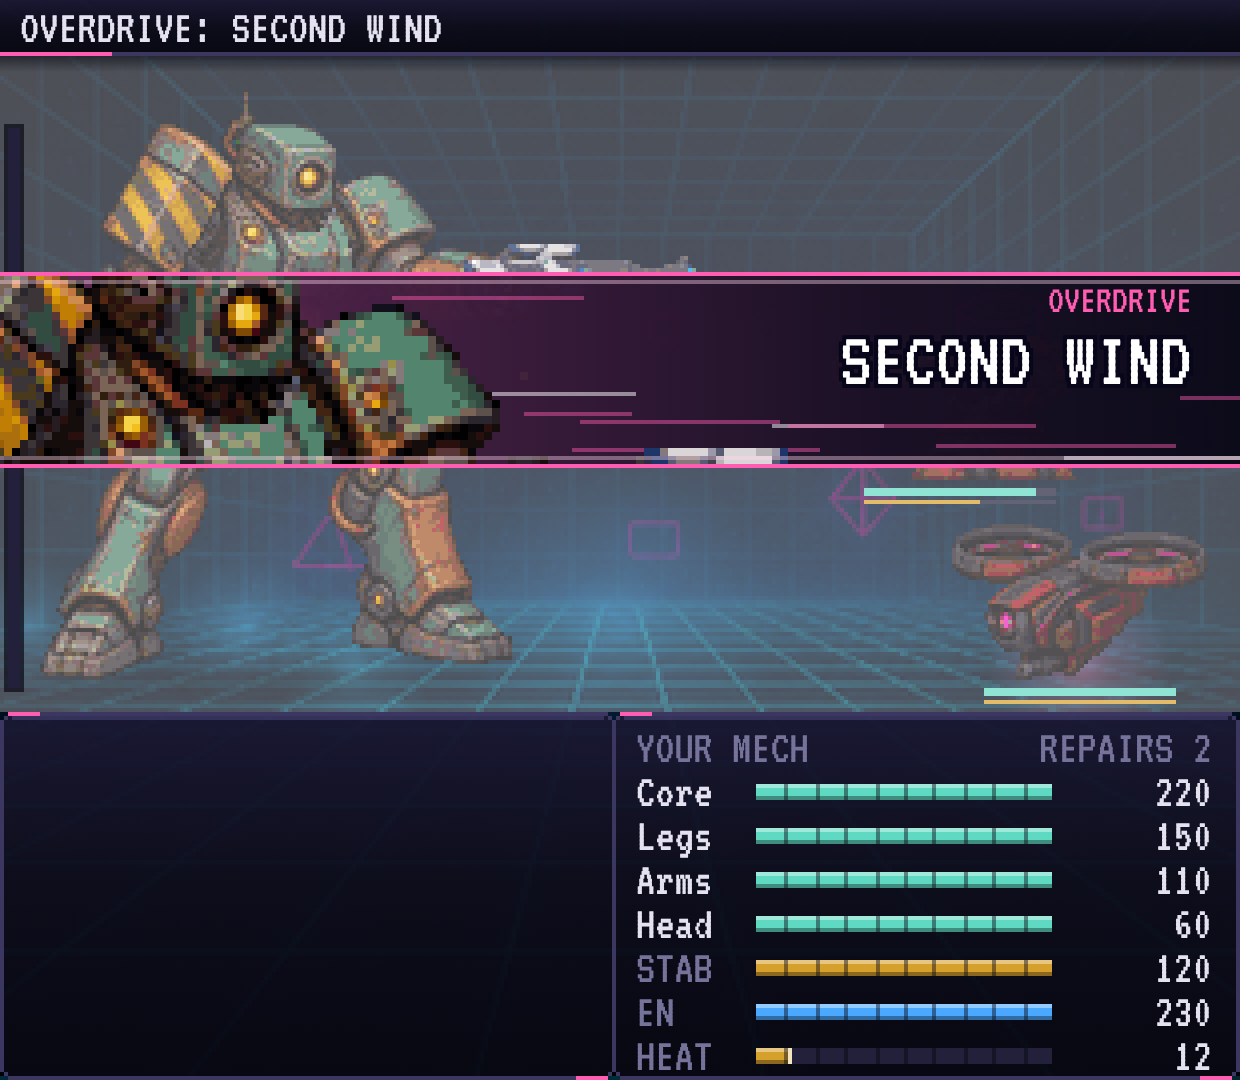 OVERDRIVE: SECOND WIND
OVERDRIVE
SECOND WIND
YOUR MECH REPAIRS 2
Core 220
Legs 150
Arms 110
Head 60
STAB 120
EN 230
HEAT 12